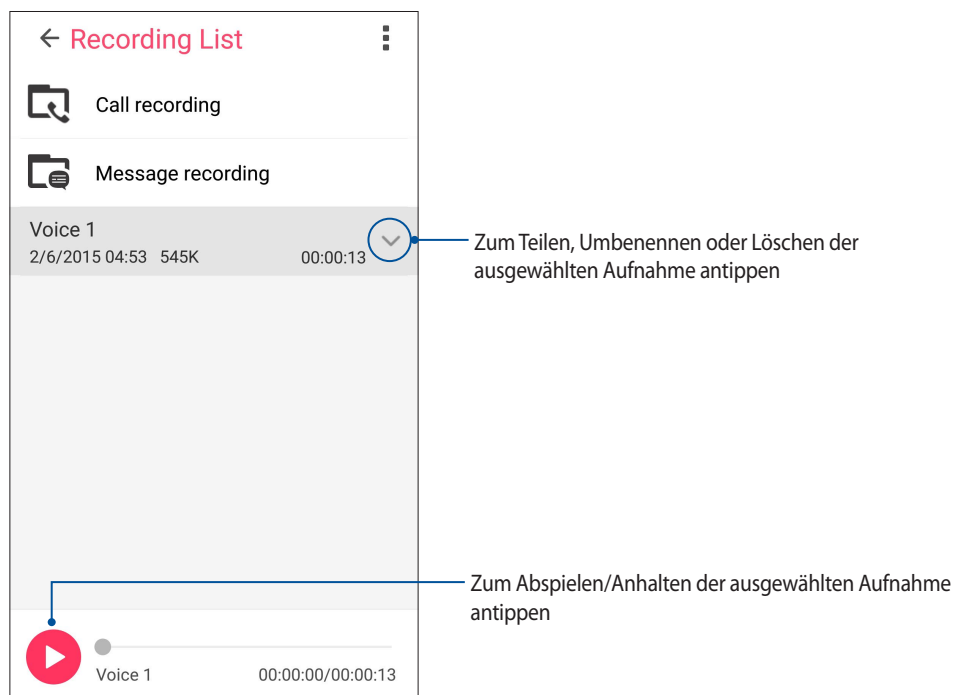 Recording List
Call recording
Message recording
Voice 1
2/6/2015 04:53 545K 00:00:13
Zum Teilen, Umbenennen oder Löschen der
ausgewählten Aufnahme antippen
Zum Abspielen/Anhalten der ausgewählten Aufnahme
antippen
Voice 1 00:00:00/00:00:13